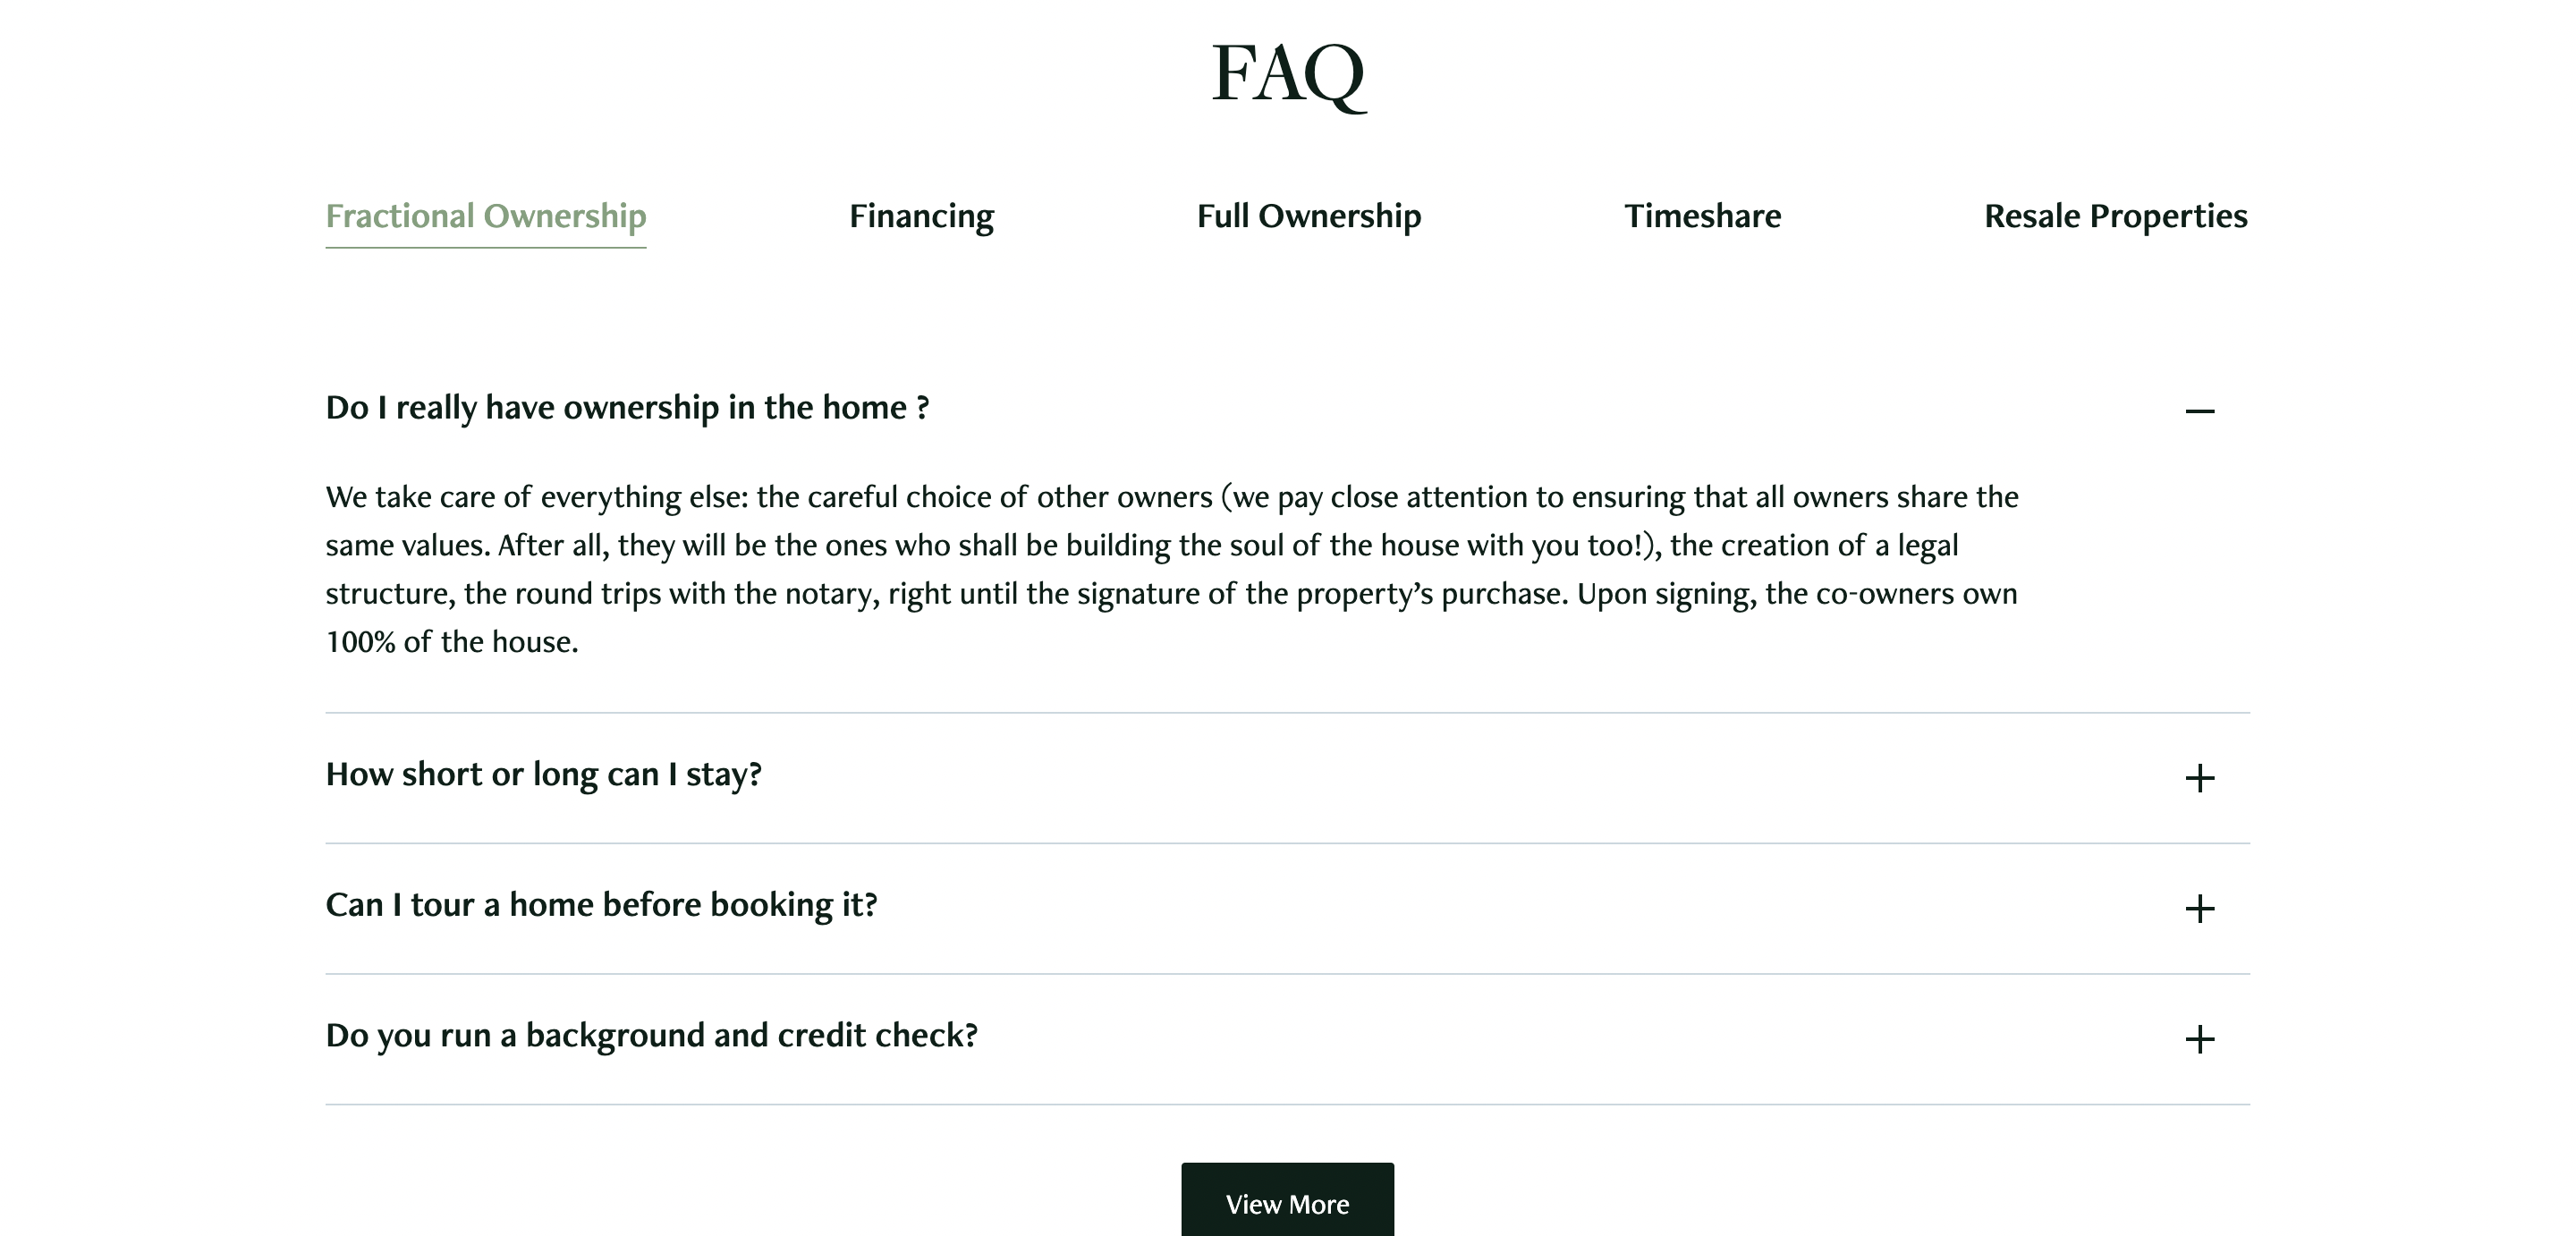 FAQ
Fractional Ownership
Financing
Full Ownership
Timeshare
Resale Properties
Do I really have ownership in the home ?
We take care of everything else: the careful choice of other owners (we pay close attention to ensuring that all owners share the
same values. After all, they will be the ones who shall be building the soul of the house with you too!), the creation of a legal
structure, the round trips with the notary, right until the signature of the property’s purchase. Upon signing, the co-owners own
100% of the house.
How short or long can I stay?
Can I tour a home before booking it?
Do you run a background and credit check?
View More